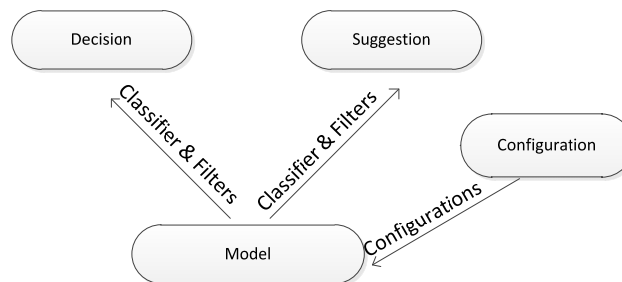 Decision
Suggestion
Classifier & Filters
Classifier & Filters
Configuration
Configurations
Model